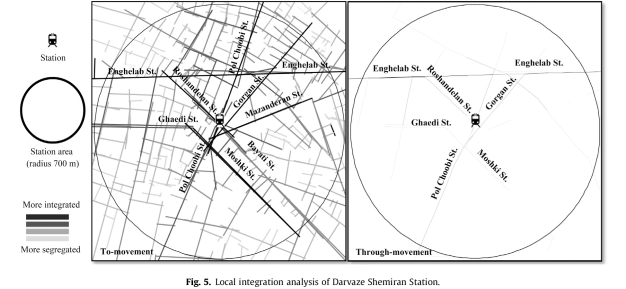 Station
Station area
(radius 700 m)
More integrated
More segregated
Pol Choobi St.
Enghelab St.
Enghelab St.
Roshandelan St.
Gorgan St.
Mazanderan St.
Ghaedi St.
Bayati St.
Moshki St.
Pol Choobi St.
To-movement
Enghelab St.
Enghelab St.
Roshandelan St.
Gorgan St.
Ghaedi St.
Moshki St.
Pol Choobi St.
Through-movement
Fig. 5. Local integration analysis of Darvaze Shemiran Station.